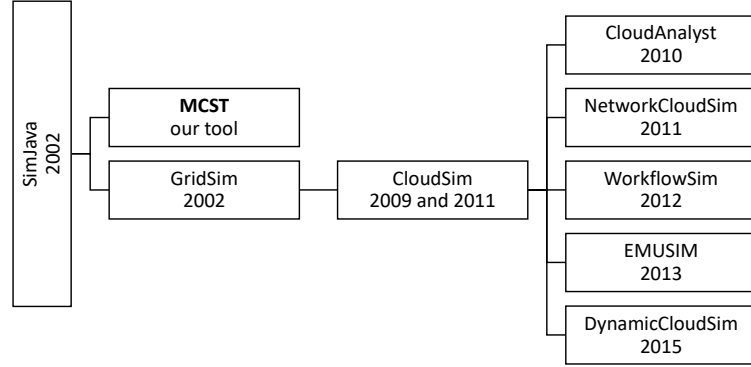 SimJava
2002
MCST
our tool
GridSim
2002
CloudSim
2009 and 2011
CloudAnalyst
2010
NetworkCloudSim
2011
WorkflowSim
2012
EMUSIM
2013
DynamicCloudSim
2015